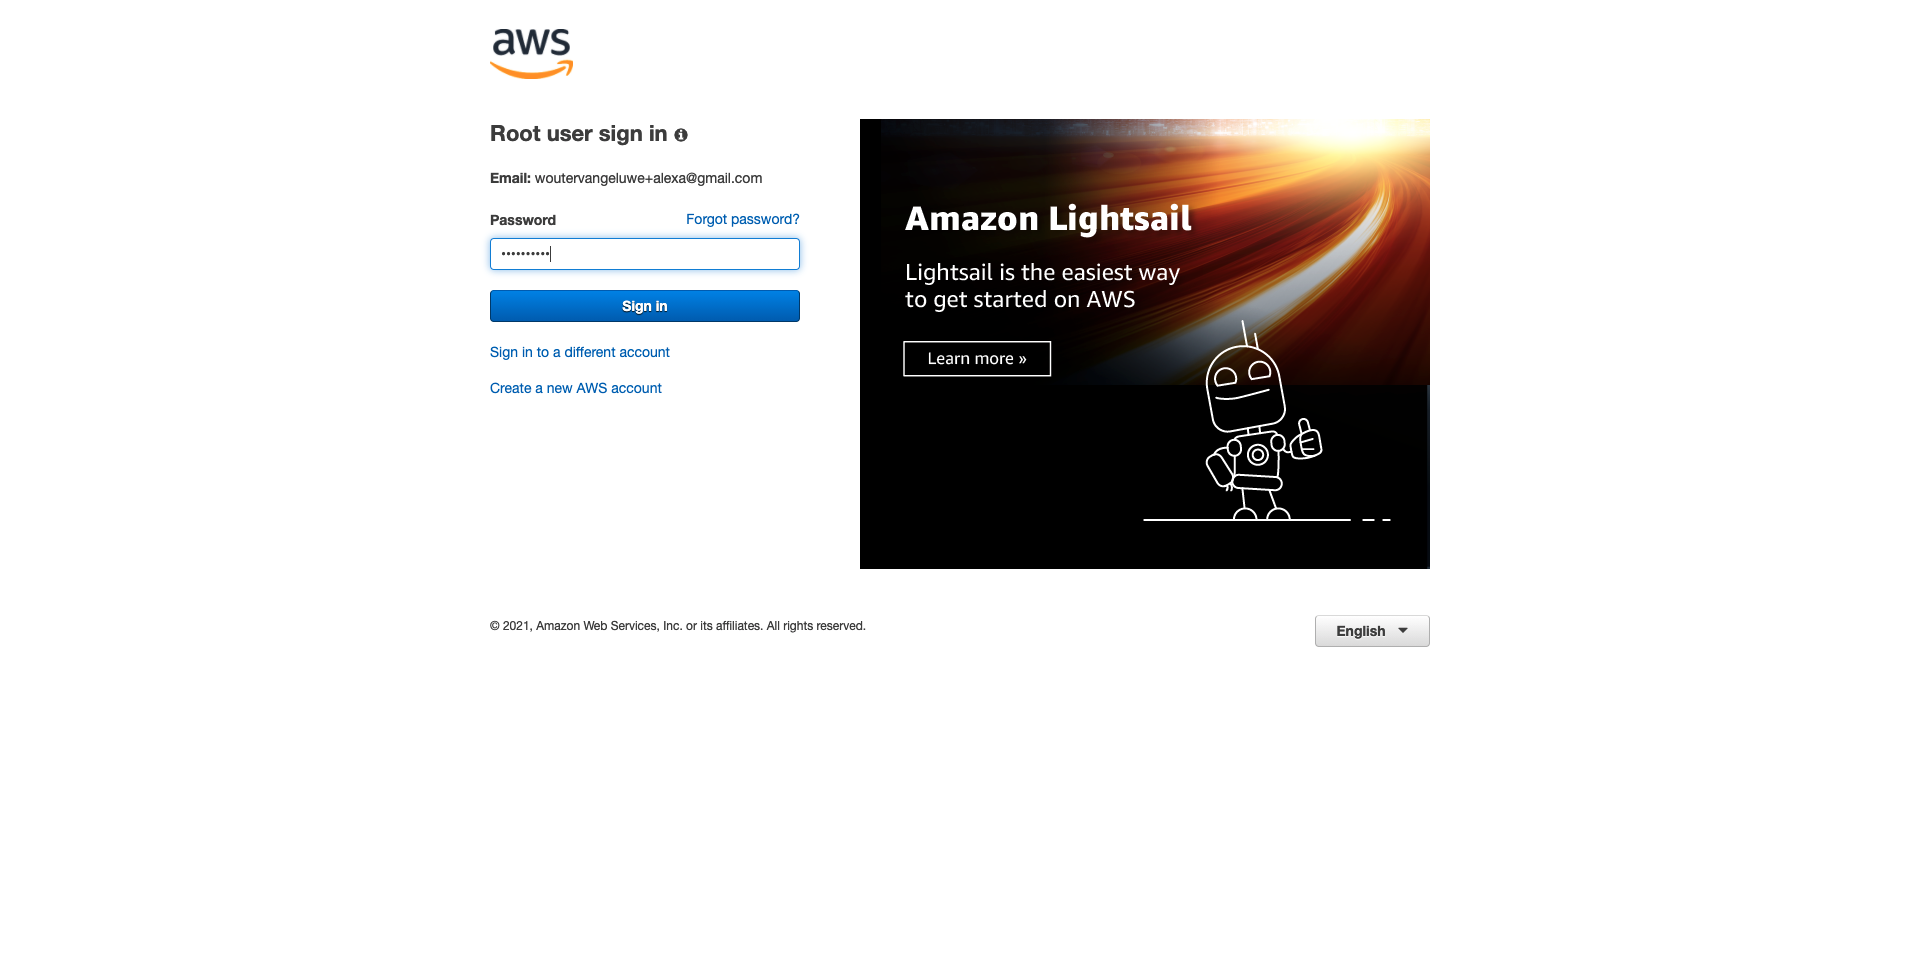 aws
Root user sign in
Email: woutervangeluwe+alexa@gmail.com
Password
Forgot password?
••••••••••
Sign in
Sign in to a different account
Create a new AWS account
Amazon Lightsail
Lightsail is the easiest way
to get started on AWS
Learn more »
© 2021, Amazon Web Services, Inc. or its affiliates. All rights reserved.
English